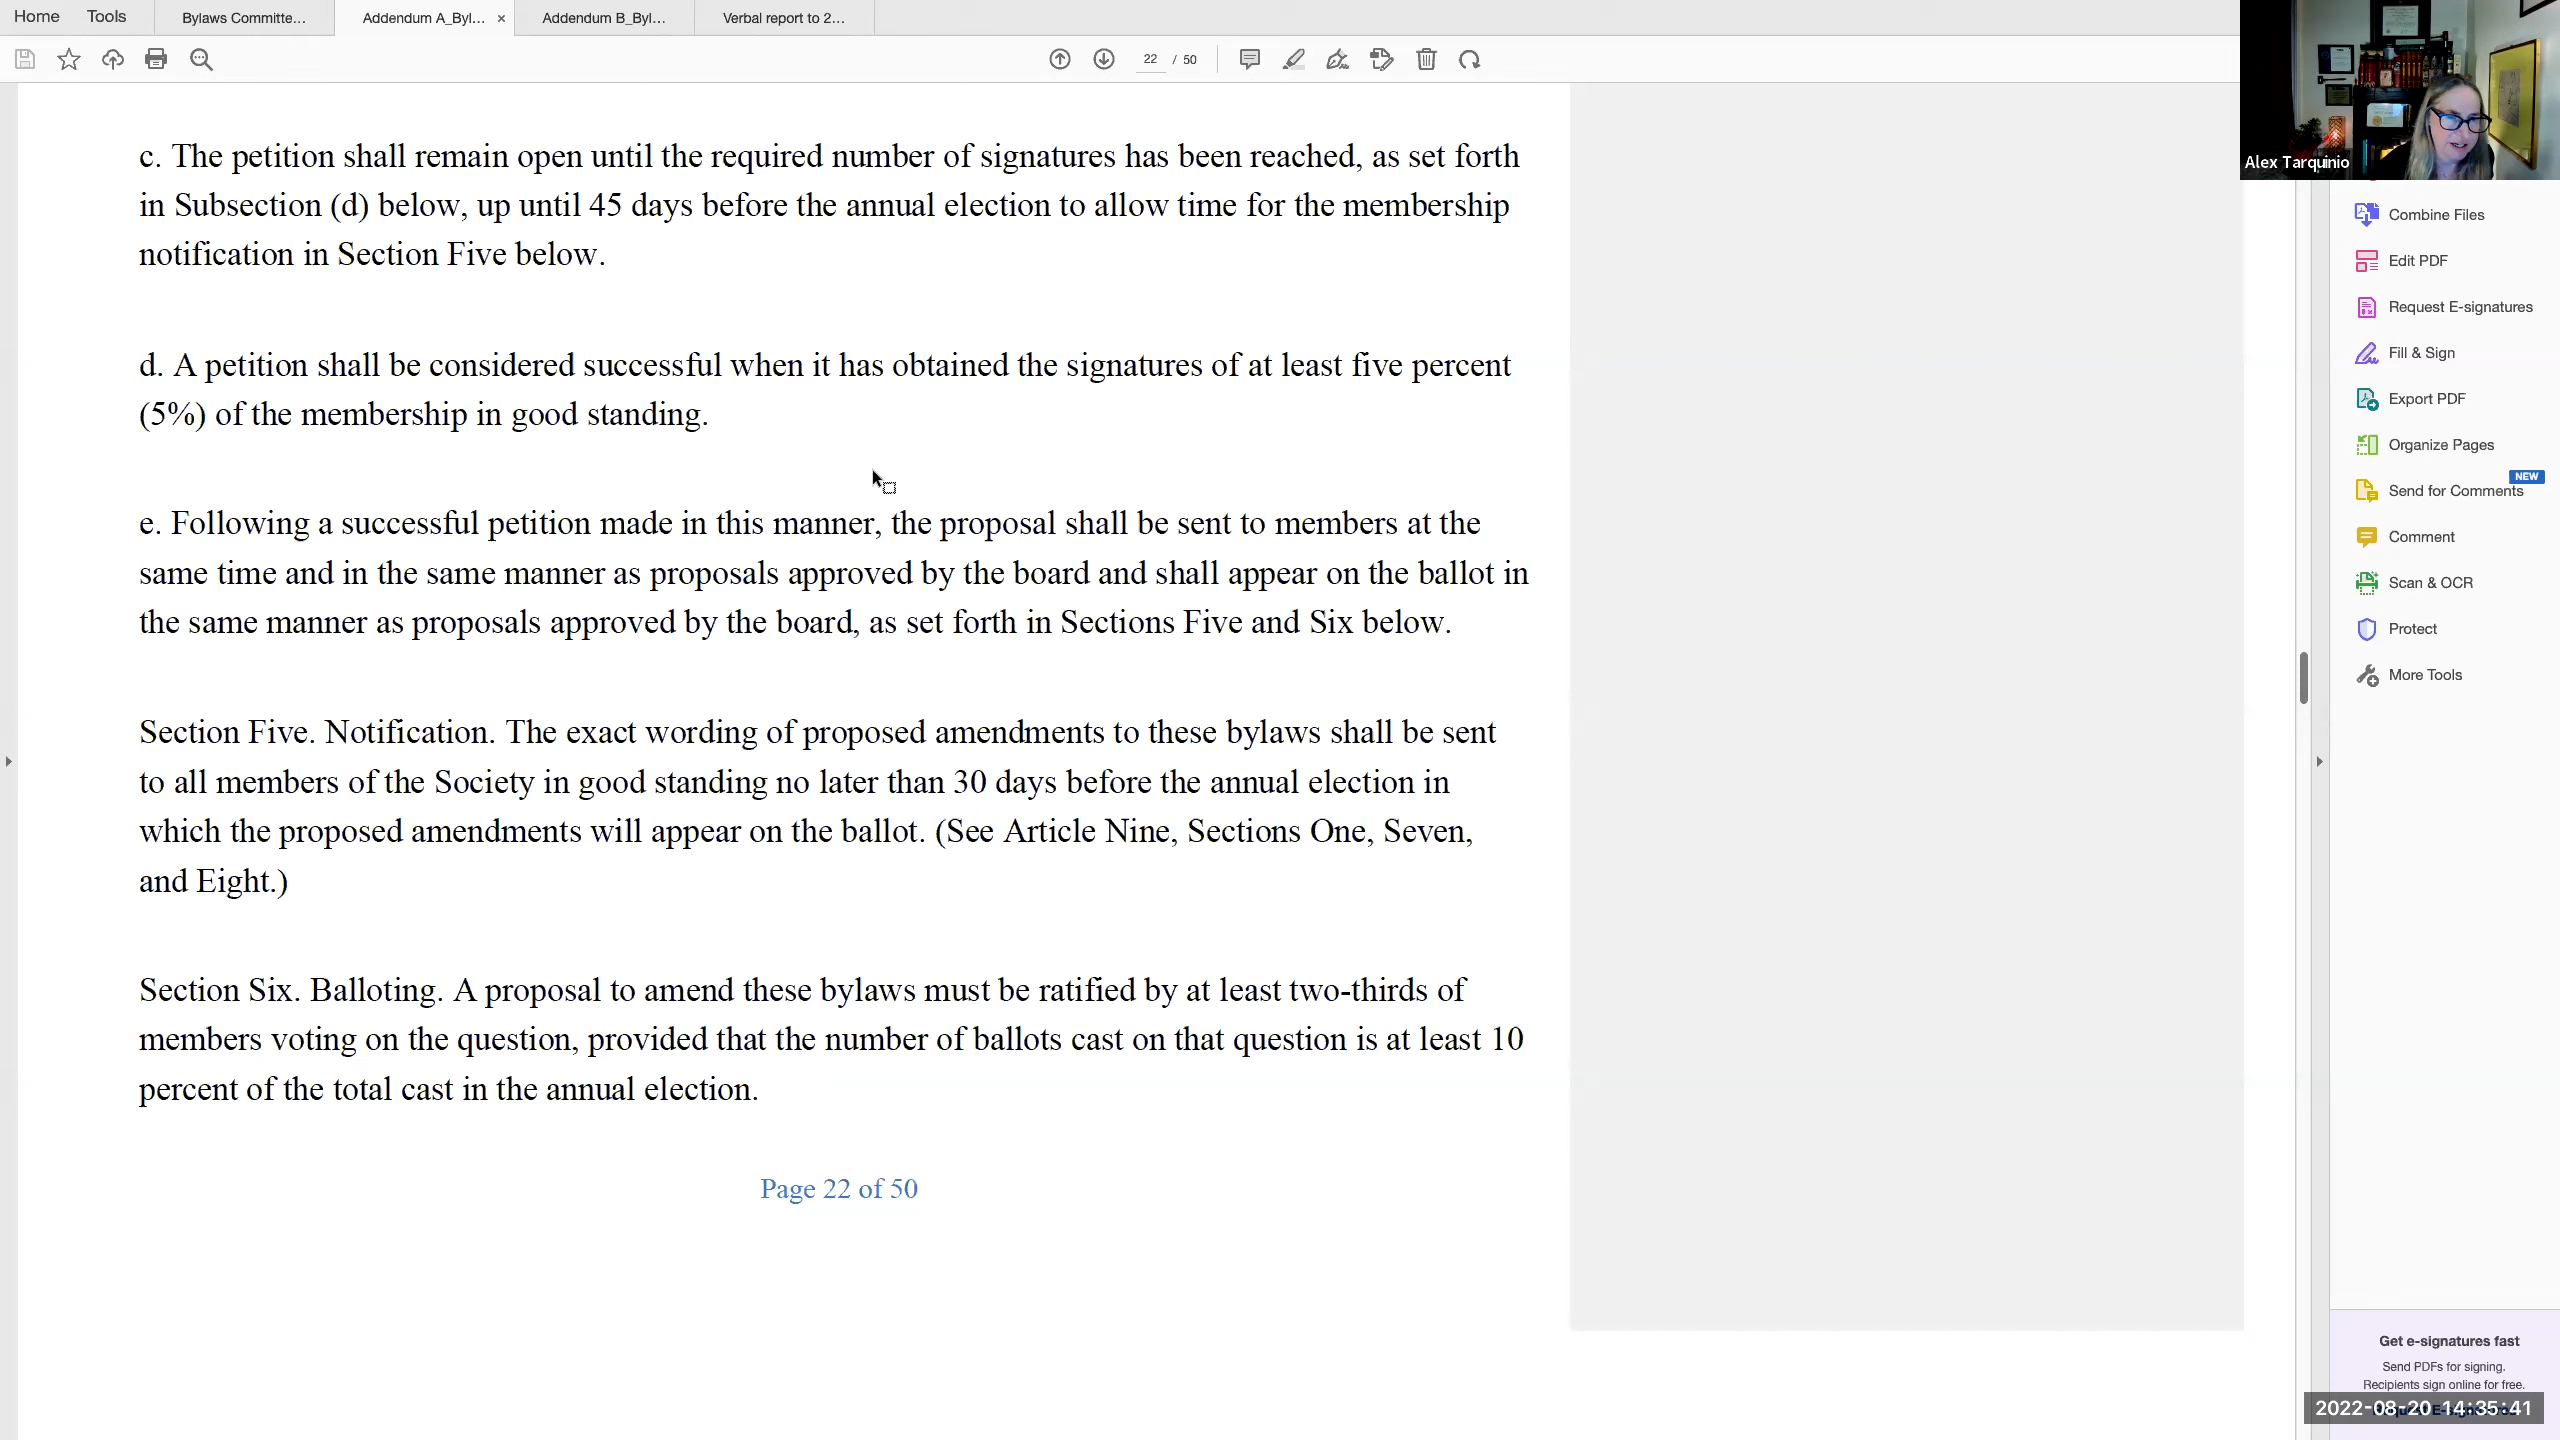 Home Tools Bylaws Committe... Addendum A_Byl... × Addendum B_Byl... Verbal report to 2...
22 / 50
Alex Tarquinio
c. The petition shall remain open until the required number of signatures has been reached, as set forth
in Subsection (d) below, up until 45 days before the annual election to allow time for the membership
notification in Section Five below.
d. A petition shall be considered successful when it has obtained the signatures of at least five percent
(5%) of the membership in good standing.
e. Following a successful petition made in this manner, the proposal shall be sent to members at the
same time and in the same manner as proposals approved by the board and shall appear on the ballot in
the same manner as proposals approved by the board, as set forth in Sections Five and Six below.
Section Five. Notification. The exact wording of proposed amendments to these bylaws shall be sent
to all members of the Society in good standing no later than 30 days before the annual election in
which the proposed amendments will appear on the ballot. (See Article Nine, Sections One, Seven,
and Eight.)
Section Six. Balloting. A proposal to amend these bylaws must be ratified by at least two-thirds of
members voting on the question, provided that the number of ballots cast on that question is at least 10
percent of the total cast in the annual election.
Page 22 of 50
Combine Files
Edit PDF
Request E-signatures
Fill & Sign
Export PDF
Organize Pages
NEW
Send for Comments
Comment
Scan & OCR
Protect
More Tools
Get e-signatures fast
Send PDFs for signing.
Recipients sign online for free.
2022-08-20 14:35:41